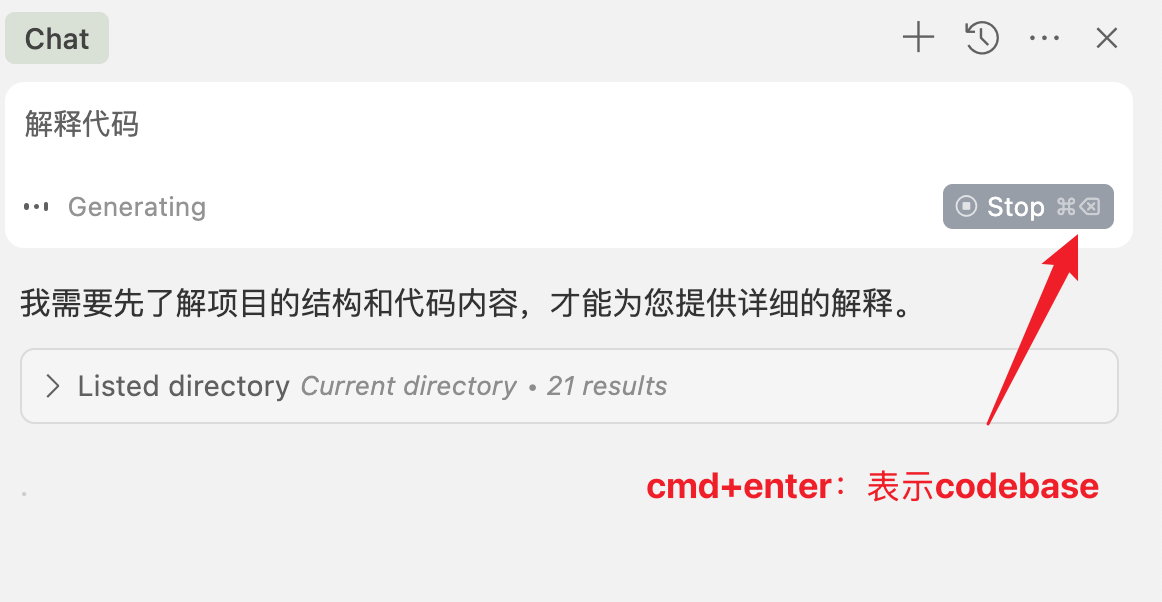 Chat
解释代码
Generating
Stop ⌘⌫
我需要先了解项目的结构和代码内容，才能为您提供详细的解释。
Listed directory Current directory • 21 results
cmd+enter：表示codebase